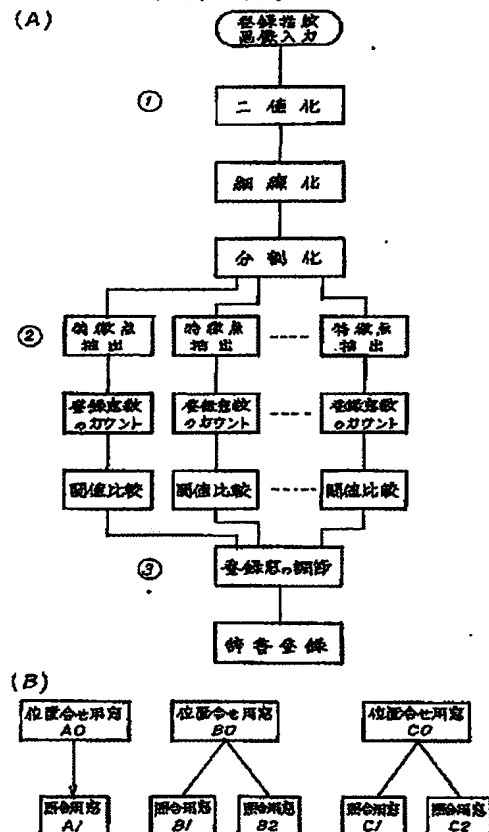 (A)
登録指紋
画像入力
①
二値化
細線化
分割化
②
特徴点
抽出
特徴点
抽出
特徴点
抽出
登録窓数
のカウント
登録窓数
のカウント
登録窓数
のカウント
閾値比較
閾値比較
閾値比較
③
登録窓の調節
辞書登録
(B)
位置合せ用窓
A0
位置合せ用窓
B0
位置合せ用窓
C0
照合用窓
A1
照合用窓
B1
照合用窓
B2
照合用窓
C1
照合用窓
C2